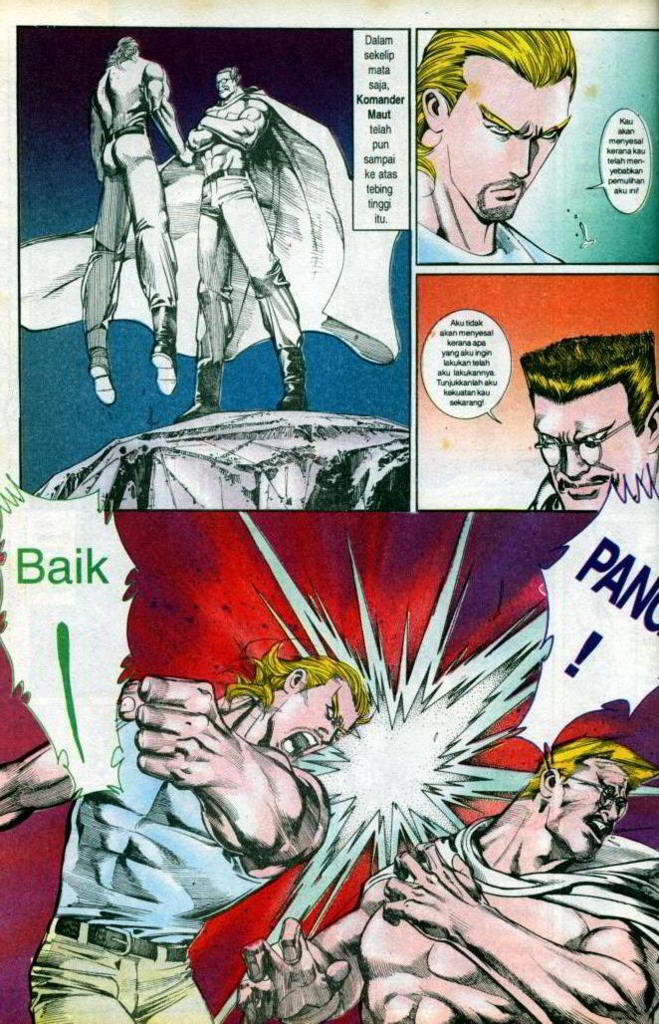 Dalam
sekelip
mata
saja,
Komander
Maut
telah
pun
sampai
ke atas
tebing
tinggi
itu.
Kau
akan
menyesal
kerana kau
telah men-
yebabkan
pemulihan
aku ini!
Aku tidak
akan menyesal
kerana apa
yang aku ingin
lakukan telah
aku lakukannya.
Tunjukkanlah aku
kekuatan kau
sekarang!
Baik
!
PANG
!